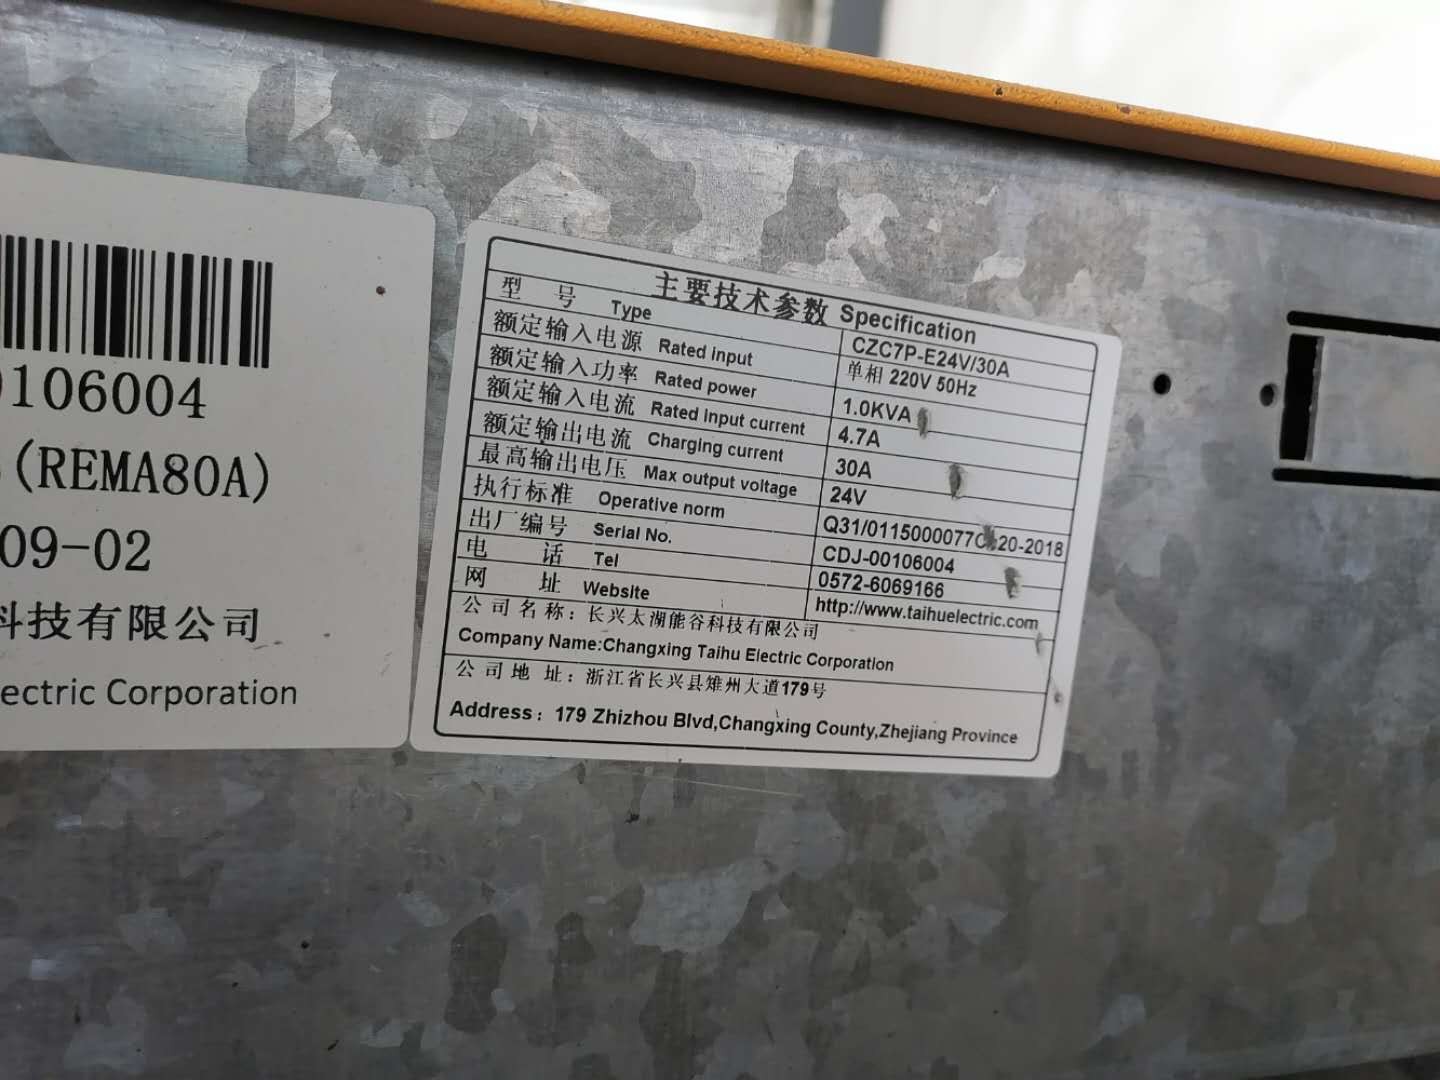 0106004
(REMA80A)
09-02
科技有限公司
lectric Corporation
主要技术参数 Specification
型 号 Type CZC7P-E24V/30A
额定输入电源 Rated input 单相 220V 50Hz
额定输入功率 Rated power 1.0KVA
额定输入电流 Rated input current 4.7A
额定输出电流 Charging current 30A
最高输出电压 Max output voltage 24V
执行标准 Operative norm
出厂编号 Serial No. CDJ-00106004
电 话 Tel 0572-6069166
网 址 Website http://www.taihuelectric.com
公司名称：长兴太湖能谷科技有限公司
Company Name:Changxing Taihu Electric Corporation
公司地址：浙江省长兴县雉州大道179号
Address：179 Zhizhou Blvd,Changxing County,Zhejiang Province